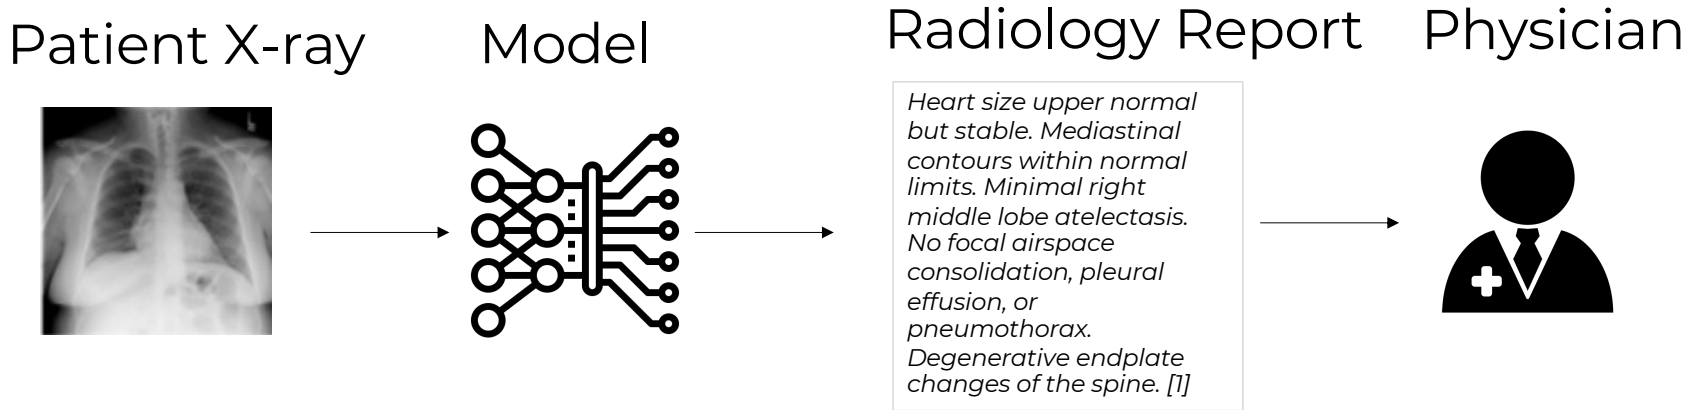 Patient X-ray
Model
Radiology Report
Physician
Heart size upper normal
but stable. Mediastinal
contours within normal
limits. Minimal right
middle lobe atelectasis.
No focal airspace
consolidation, pleural
effusion, or
pneumothorax.
Degenerative endplate
changes of the spine. [1]